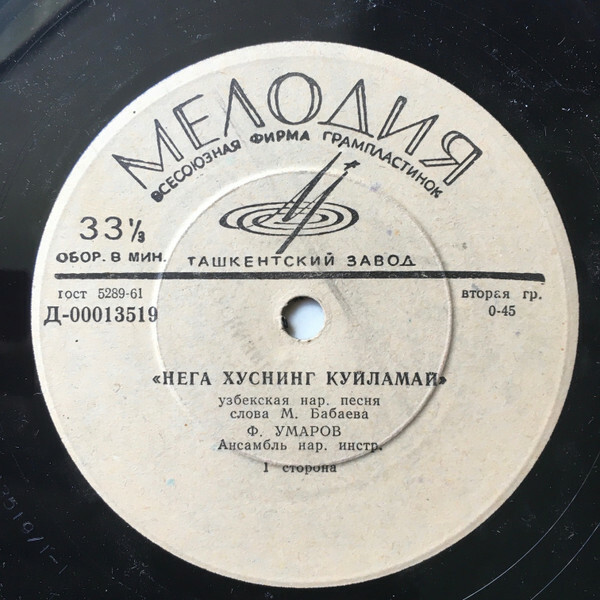 МЕЛОДИЯ
ВСЕСОЮЗНАЯ ФИРМА ГРАМПЛАСТИНОК
33⅓
ОБОР. В МИН.
ТАШКЕНТСКИЙ ЗАВОД
гост 5289-61
вторая гр.
Д-00013519
0-45
«НЕГА ХУСНИНГ КУЙЛАМАЙ»
узбекская нар. песня
слова М. Бабаева
Ф. УМАРОВ
Ансамбль нар. инстр.
1 сторона